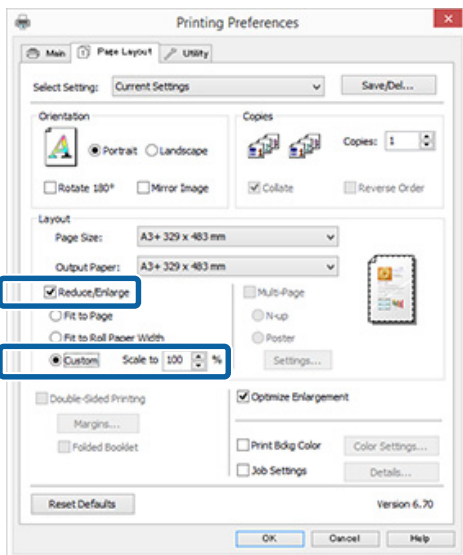 Printing Preferences
Main Page Layout Utility
Select Setting: Current Settings Save/Del...
Orientation
Portrait Landscape
Rotate 180° Mirror Image
Copies
Copies: 1
Collate Reverse Order
Layout
Page Size: A3+ 329 x 483 mm
Output Paper: A3+ 329 x 483 mm
Reduce/Enlarge
Fit to Page
Fit to Roll Paper Width
Custom Scale to 100 %
Multi-Page
N-up
Poster
Settings...
Double-Sided Printing
Margins...
Folded Booklet
Optimize Enlargement
Print Bckg Color Color Settings...
Job Settings Details...
Reset Defaults Version 6.70
OK Cancel Help